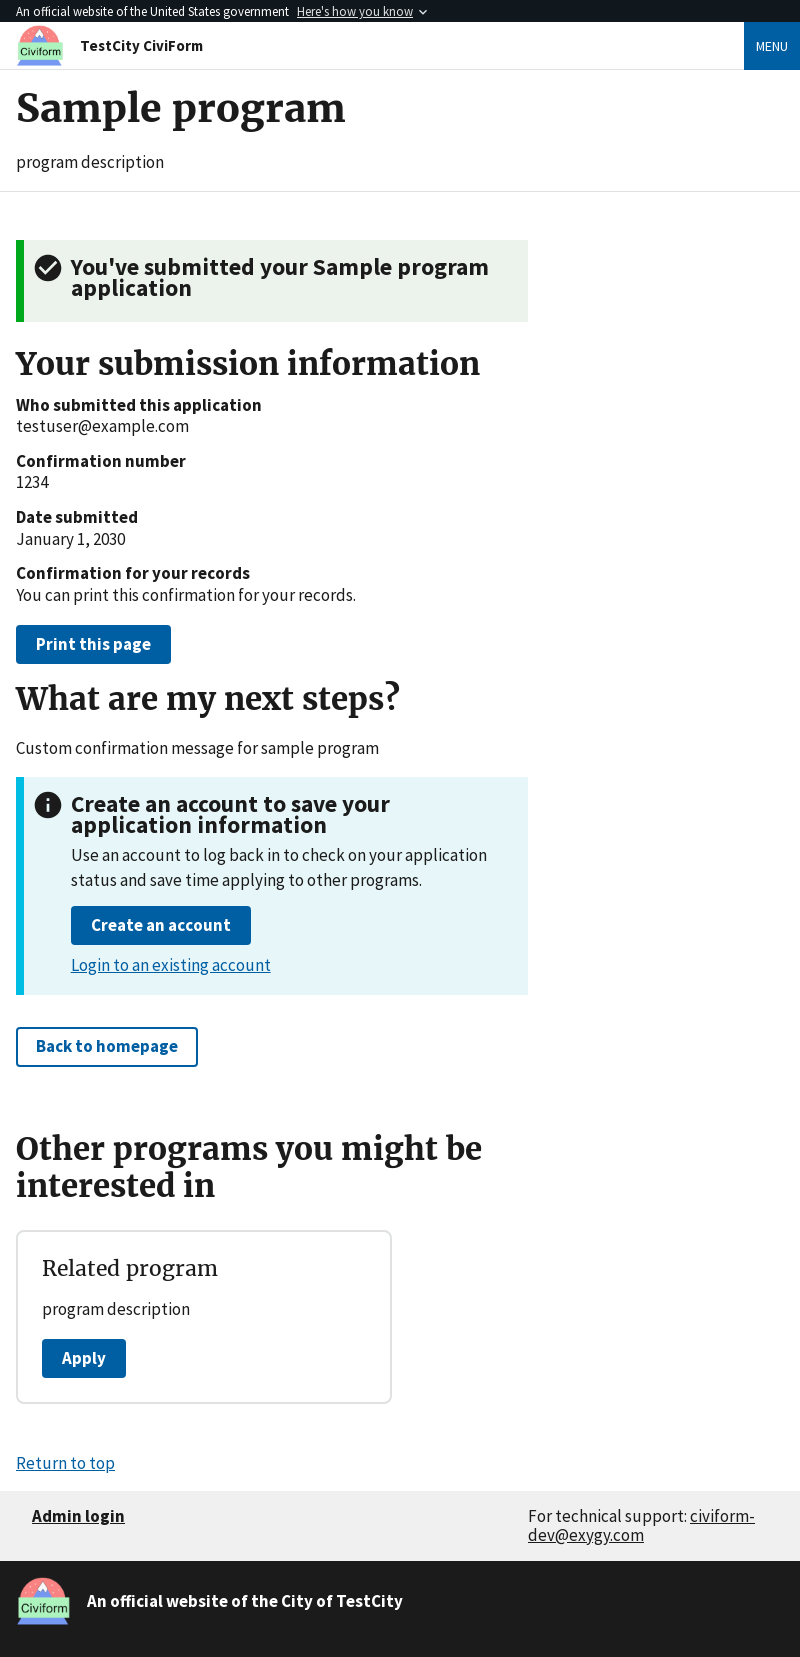 An official website of the United States government Here's how you know
Civiform
TestCity CiviForm
MENU
Sample program
program description
You've submitted your Sample program
application
Your submission information
Who submitted this application
testuser@example.com
Confirmation number
1234
Date submitted
January 1, 2030
Confirmation for your records
You can print this confirmation for your records.
Print this page
What are my next steps?
Custom confirmation message for sample program
Create an account to save your
application information
Use an account to log back in to check on your application
status and save time applying to other programs.
Create an account
Login to an existing account
Back to homepage
Other programs you might be
interested in
Related program
program description
Apply
Return to top
Admin login
For technical support: civiform-
dev@exygy.com
Civiform
An official website of the City of TestCity